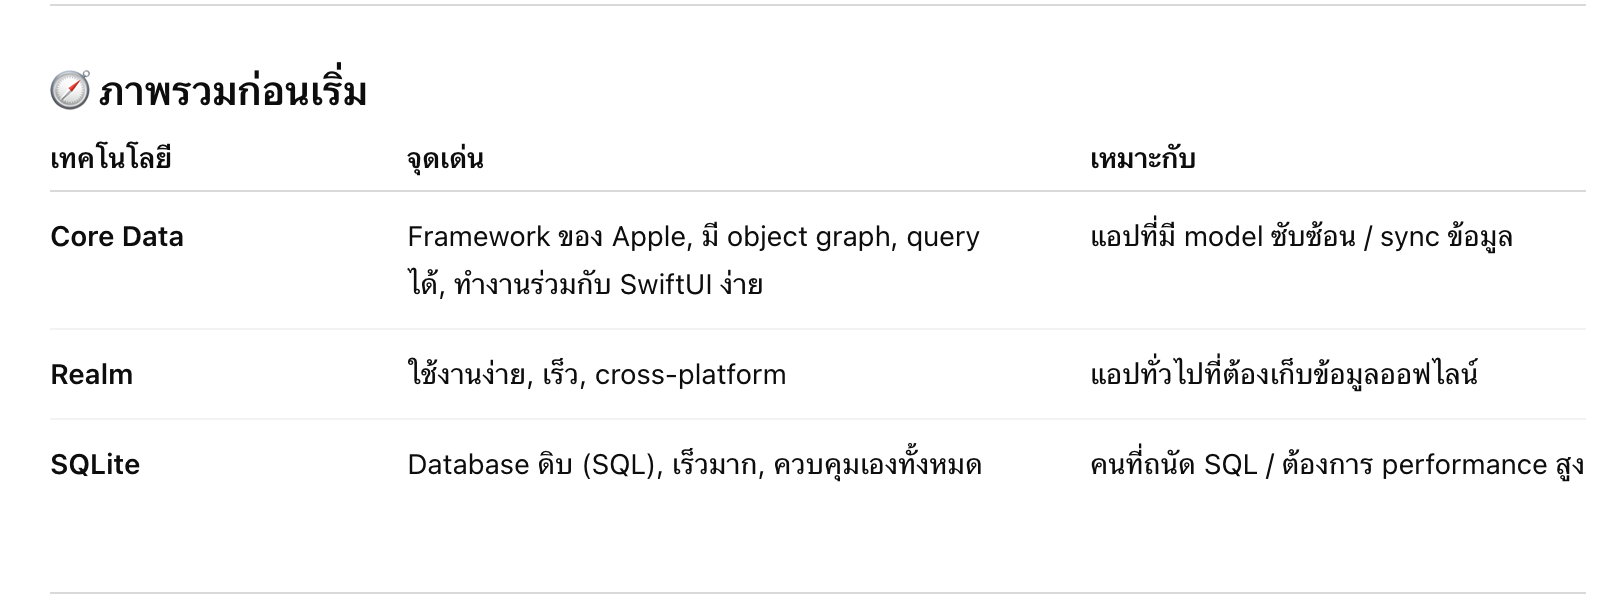 🧭 ภาพรวมก่อนเริ่ม
เทคโนโลยี จุดเด่น เหมาะกับ
Core Data Framework ของ Apple, มี object graph, query แอปที่มี model ซับซ้อน / sync ข้อมูล
ได้, ทำงานร่วมกับ SwiftUI ง่าย
Realm ใช้งานง่าย, เร็ว, cross-platform แอปทั่วไปที่ต้องเก็บข้อมูลออฟไลน์
SQLite Database ดิบ (SQL), เร็วมาก, ควบคุมเองทั้งหมด คนที่ถนัด SQL / ต้องการ performance สูง